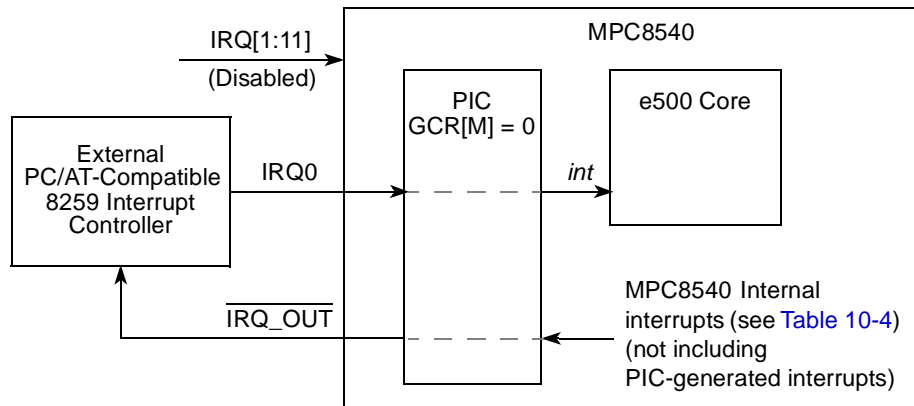 MPC8540
IRQ[1:11]
(Disabled)
PIC
GCR[M] = 0
e500 Core
External
PC/AT-Compatible
8259 Interrupt
Controller
IRQ0
int
IRQ_OUT
MPC8540 Internal
interrupts (see Table 10-4)
(not including
PIC-generated interrupts)